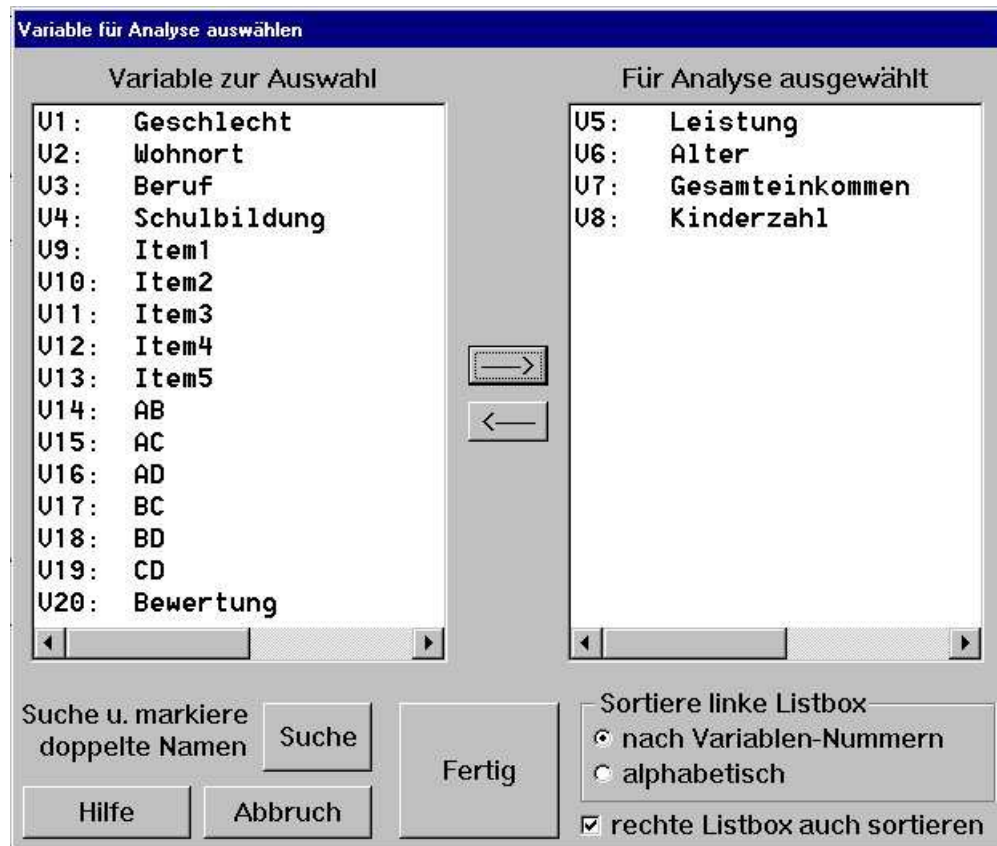 Variable für Analyse auswählen
Variable zur Auswahl
V1: Geschlecht
V2: Wohnort
V3: Beruf
V4: Schulbildung
V9: Item1
V10: Item2
V11: Item3
V12: Item4
V13: Item5
V14: AB
V15: AC
V16: AD
V17: BC
V18: BD
V19: CD
V20: Bewertung
--->
<---
Für Analyse ausgewählt
V5: Leistung
V6: Alter
V7: Gesamteinkommen
V8: Kinderzahl
Suche u. markiere
doppelte Namen
Suche
Hilfe
Abbruch
Fertig
Sortiere linke Listbox
nach Variablen-Nummern
alphabetisch
rechte Listbox auch sortieren